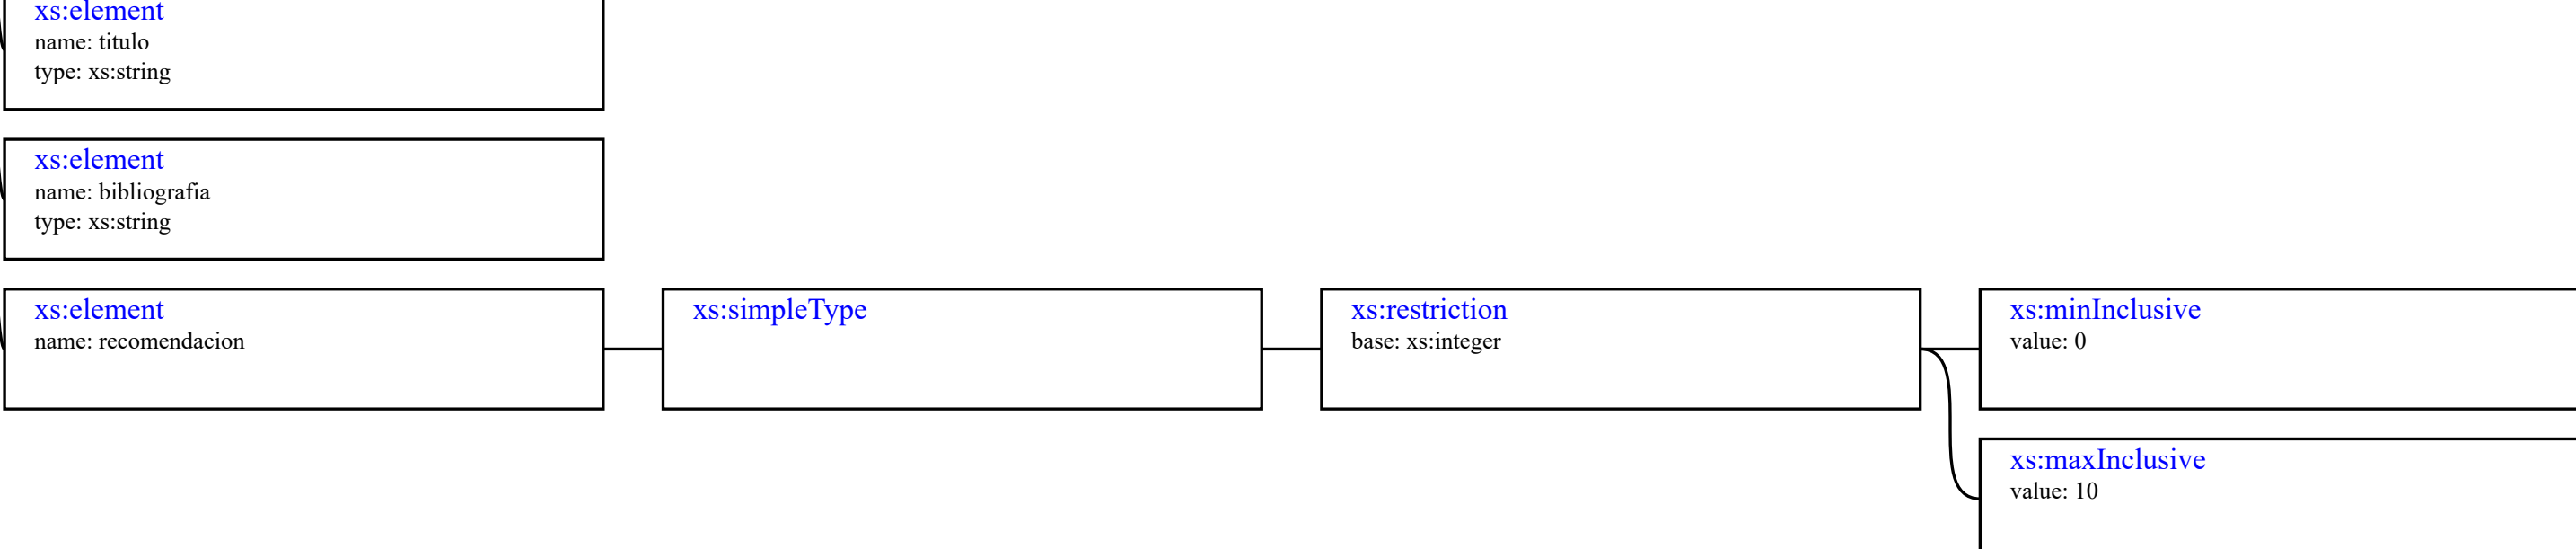 xs:element
name: titulo
type: xs:string
xs:element
name: bibliografia
type: xs:string
xs:element
name: recomendacion
xs:simpleType
xs:restriction
base: xs:integer
xs:minInclusive
value: 0
xs:maxInclusive
value: 10